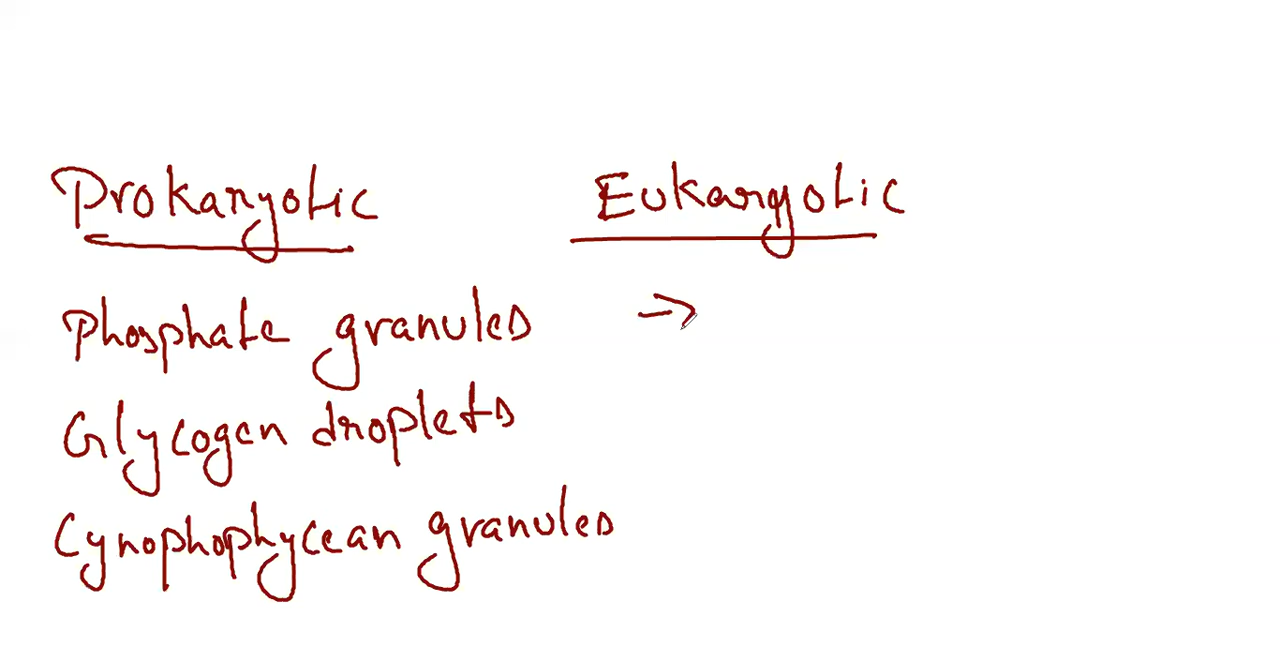 Prokaryotic Eukaryotic
Phosphate granules →
Glycogen droplets
Cynophophycean granules